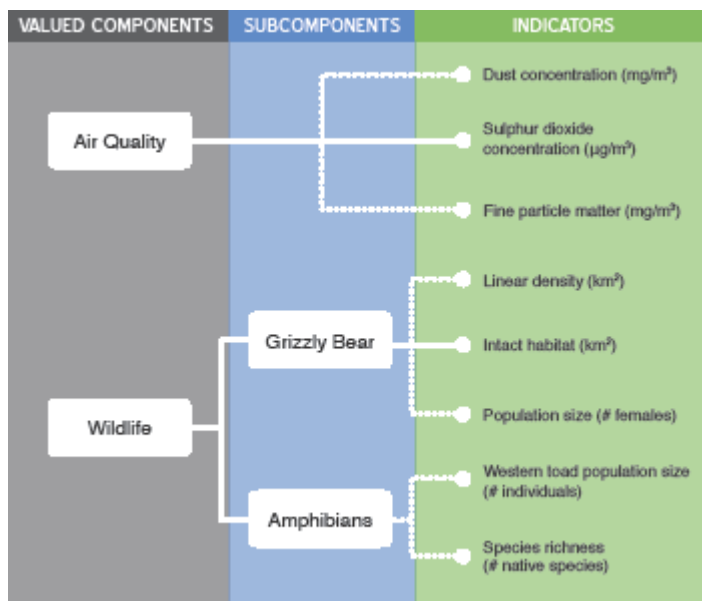 VALUED COMPONENTS
SUBCOMPONENTS
INDICATORS
Air Quality
Dust concentration (mg/m³)
Sulphur dioxide
concentration (µg/m³)
Fine particle matter (mg/m³)
Wildlife
Grizzly Bear
Linear density (km²)
Intact habitat (km²)
Population size (# females)
Amphibians
Western toad population size
(# individuals)
Species richness
(# native species)